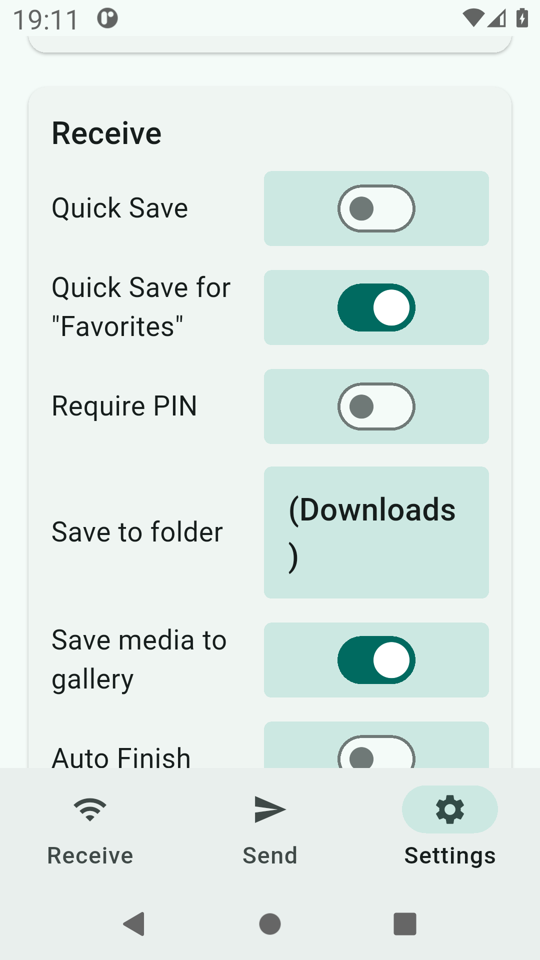 19:11
Receive
Quick Save
Quick Save for
"Favorites"
Require PIN
Save to folder
(Downloads
)
Save media to
gallery
Auto Finish
Receive
Send
Settings